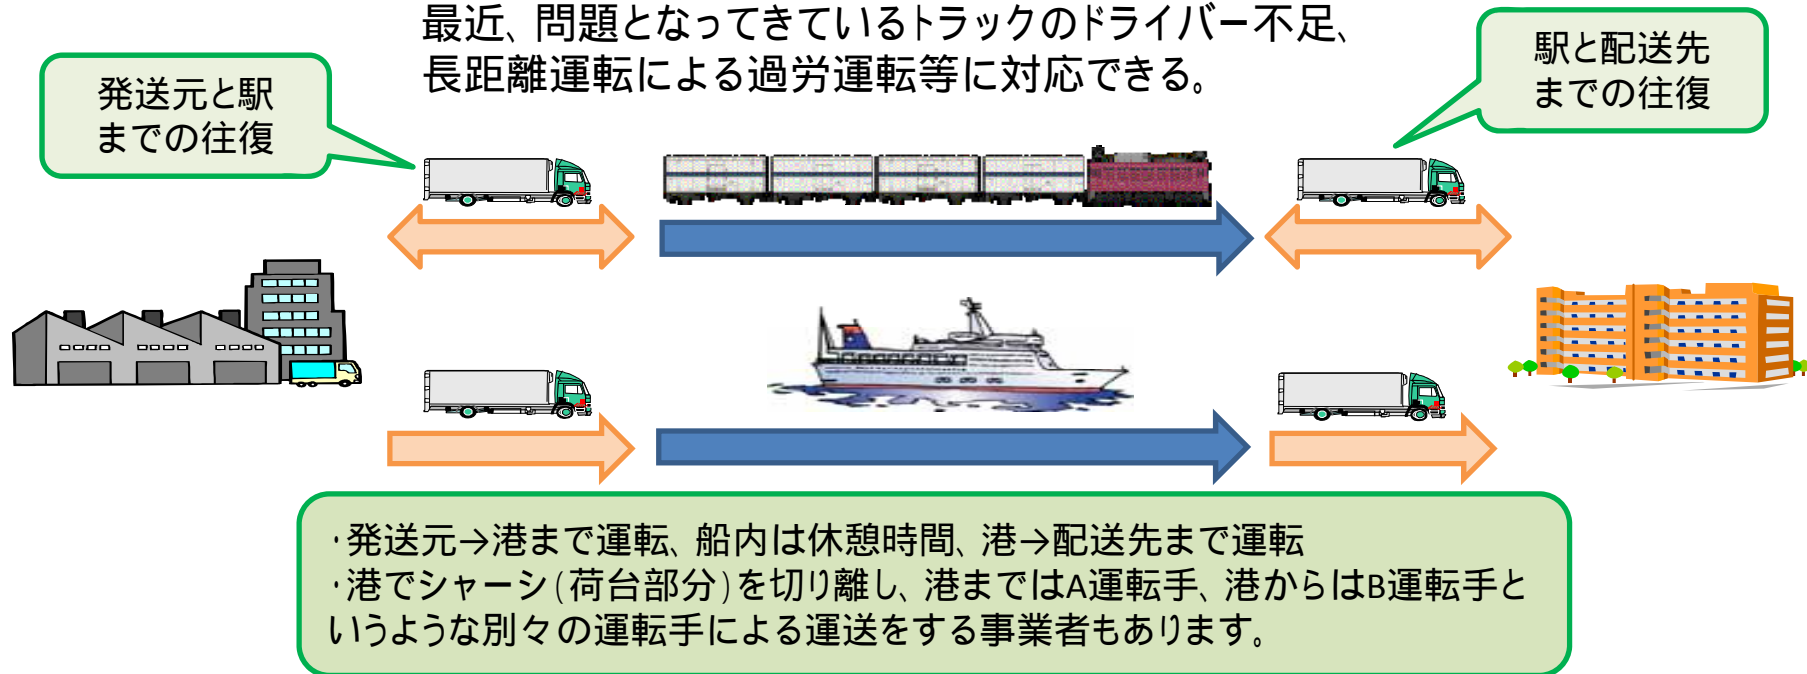 最近、問題となってきているトラックのドライバー不足、
長距離運転による過労運転等に対応できる。
発送元と駅
までの往復
駅と配送先
までの往復
・発送元→港まで運転、船内は休憩時間、港→配送先まで運転
・港でシャーシ(荷台部分)を切り離し、港まではA運転手、港からはB運転手と
いうような別々の運転手による運送をする事業者もあります。